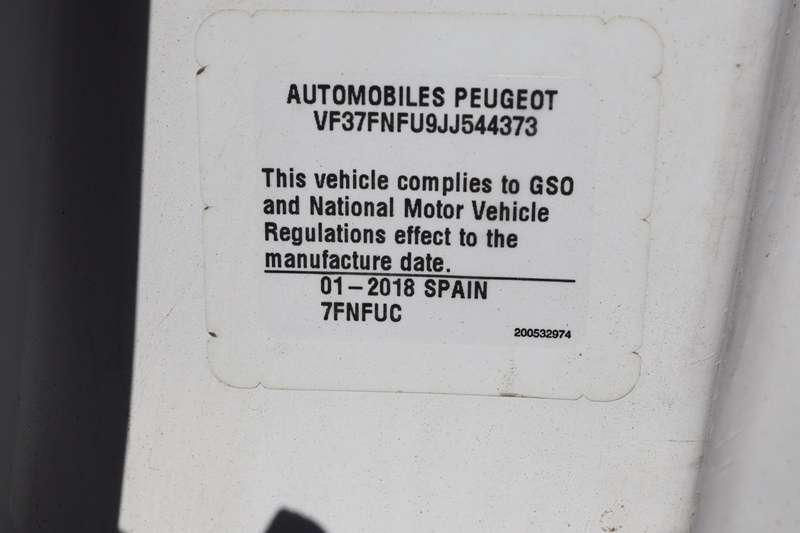 AUTOMOBILES PEUGEOT
VF37FNFU9JJ544373
This vehicle complies to GSO
and National Motor Vehicle
Regulations effect to the
manufacture date.
01-2018 SPAIN
7FNFUC
200532974